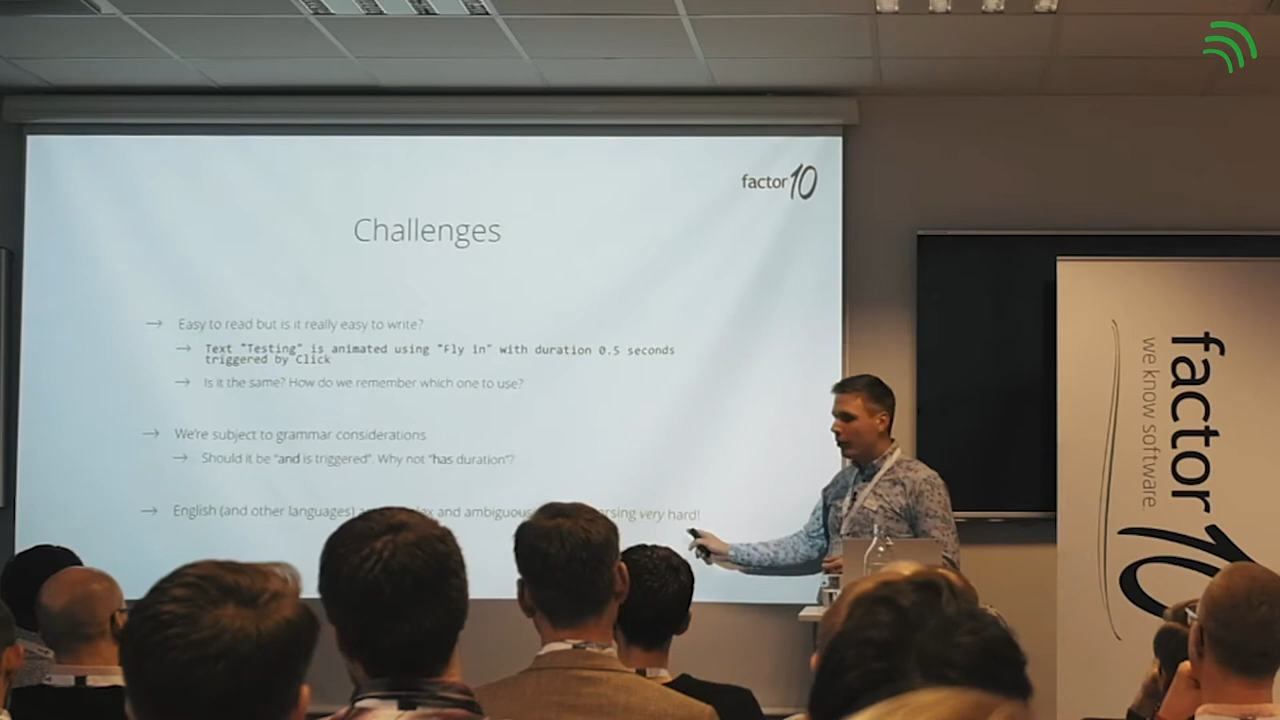 factor10
Challenges
→ Easy to read but is it really easy to write?
→ Text "Testing" is animated using "Fly in" with duration 0.5 seconds
triggered by Click
→ Is it the same? How do we remember which one to use?
→ We're subject to grammar considerations
→ Should it be "and is triggered". Why not "has duration"?
→ English (and other languages) and ambiguous very hard!
factor10
we know software